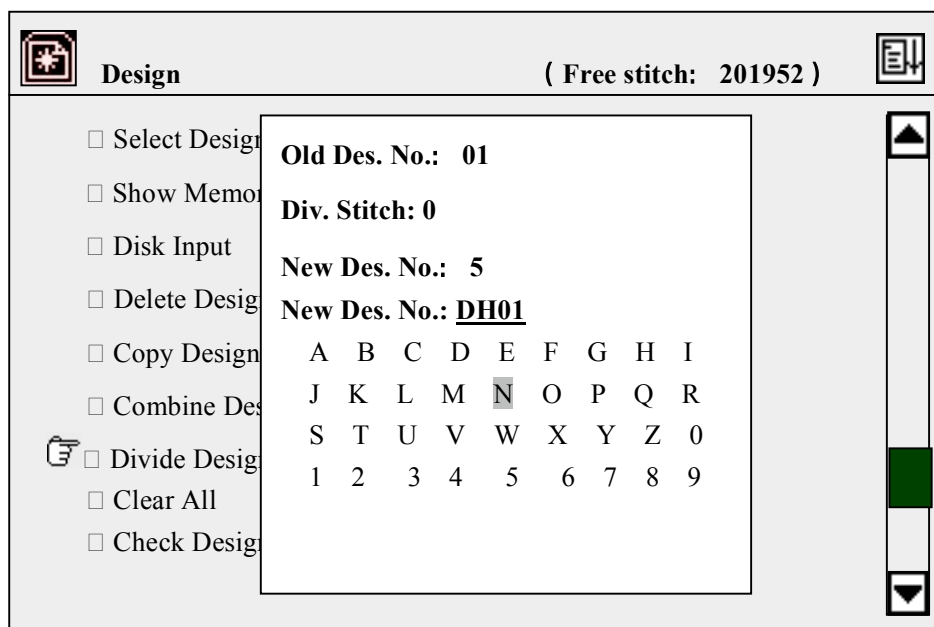 Design (Free stitch: 201952)
□ Select Desig
□ Show Memo
□ Disk Input
□ Delete Desig
□ Copy Design
□ Combine Des
□ Divide Desig
□ Clear All
□ Check Desig
Old Des. No.: 01
Div. Stitch: 0
New Des. No.: 5
New Des. No.: DH01
A B C D E F G H I
J K L M N O P Q R
S T U V W X Y Z 0
1 2 3 4 5 6 7 8 9